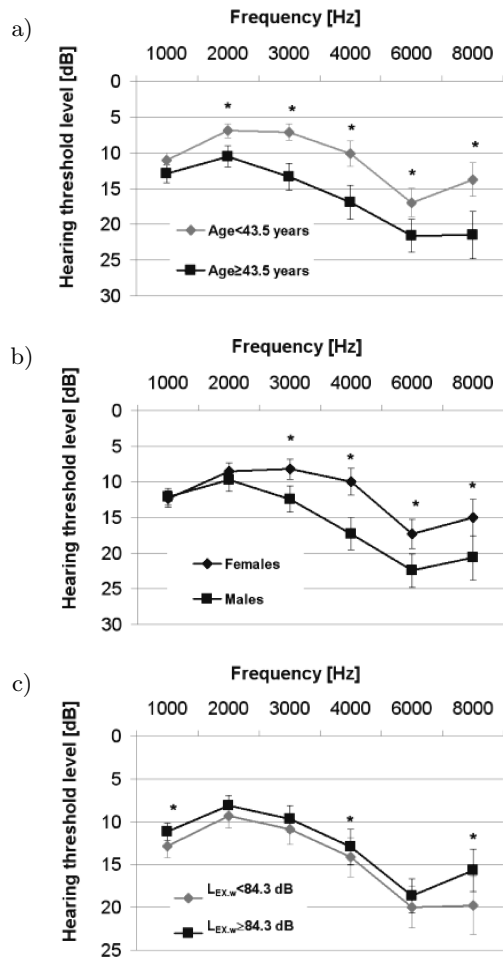 a)
Frequency [Hz]
1000 2000 3000 4000 6000 8000
Hearing threshold level [dB]
0
5
10
15
20
25
30
* * * * *
Age<43.5 years
Age≥43.5 years
b)
Frequency [Hz]
1000 2000 3000 4000 6000 8000
Hearing threshold level [dB]
0
5
10
15
20
25
30
* * * *
Females
Males
c)
Frequency [Hz]
1000 2000 3000 4000 6000 8000
Hearing threshold level [dB]
0
5
10
15
20
25
* * *
L_EX,w<84.3 dB
L_EX,w≥84.3 dB